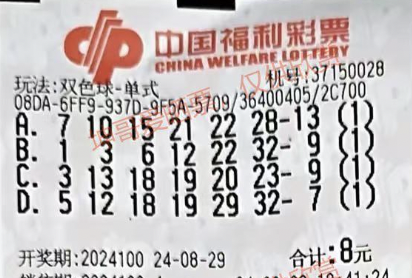 中国福利彩票
CHINA WELFARE LOTTERY
玩法:双色球-单式 机号:37150028
08DA-6FF9-937D-9F5A-5709/36400405/2C700
A. 7 10 15 21 22 28-13 (1)
B. 1 3 6 12 22 32- 9 (1)
C. 3 13 18 19 20 23- 9 (1)
D. 5 12 18 19 29 32- 7 (1)
开奖期:2024100 24-08-29 合计:8元